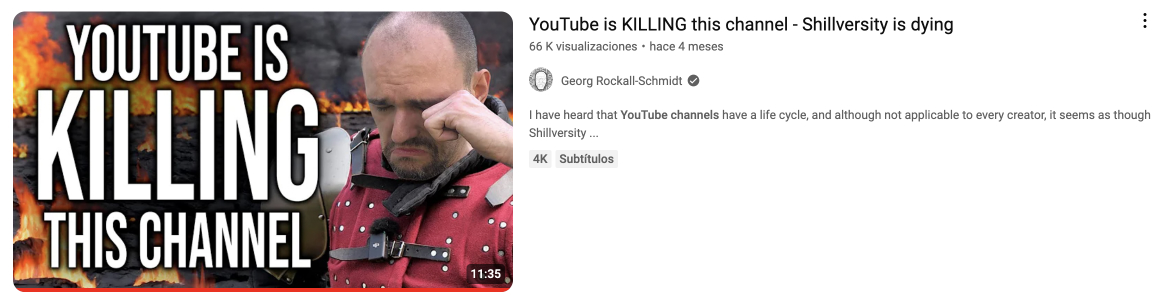 YOUTUBE IS
KILLING
THIS CHANNEL
11:35
YouTube is KILLING this channel - Shillversity is dying
66 K visualizaciones • hace 4 meses
Georg Rockall-Schmidt
I have heard that YouTube channels have a life cycle, and although not applicable to every creator, it seems as though
Shillversity ...
4K Subtítulos